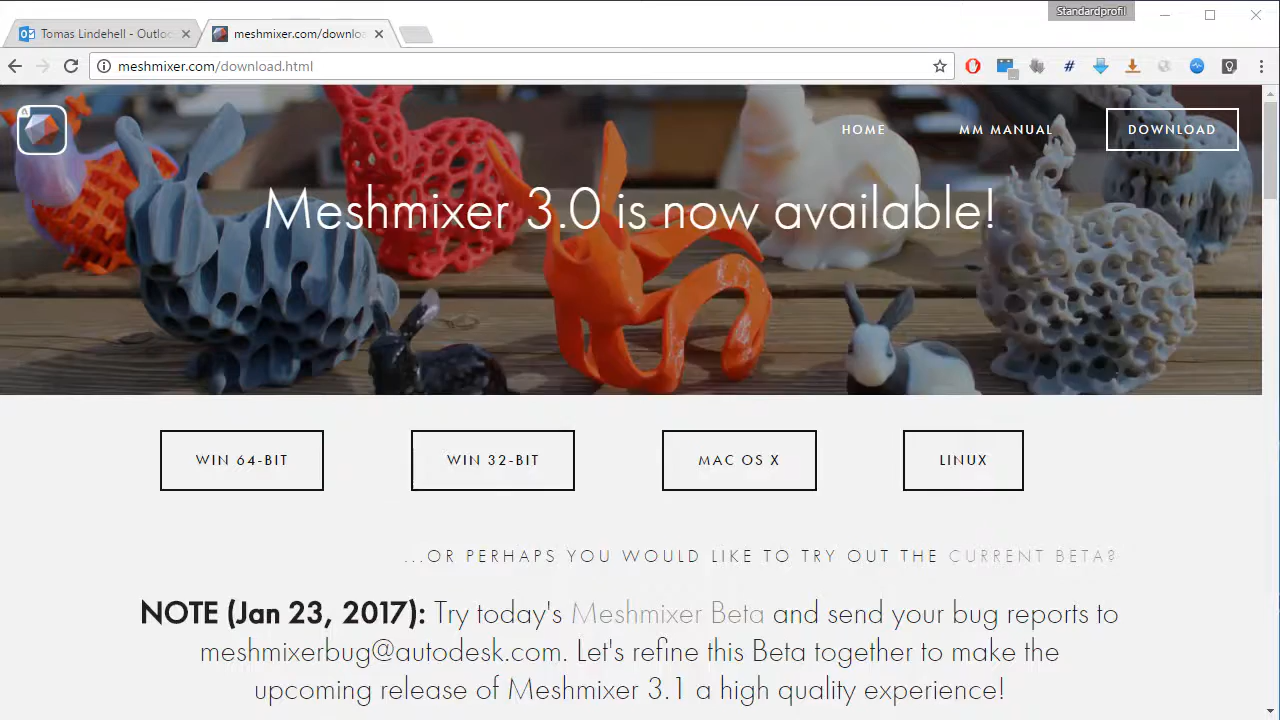 Standardprofil
Tomas Lindehell - Outloo
meshmixer.com/downlo
meshmixer.com/download.html
HOME
MM MANUAL
DOWNLOAD
Meshmixer 3.0 is now available!
WIN 64-BIT
WIN 32-BIT
MAC OS X
LINUX
...OR PERHAPS YOU WOULD LIKE TO TRY OUT THE CURRENT BETA?
NOTE (Jan 23, 2017): Try today's Meshmixer Beta and send your bug reports to
meshmixerbug@autodesk.com. Let's refine this Beta together to make the
upcoming release of Meshmixer 3.1 a high quality experience!